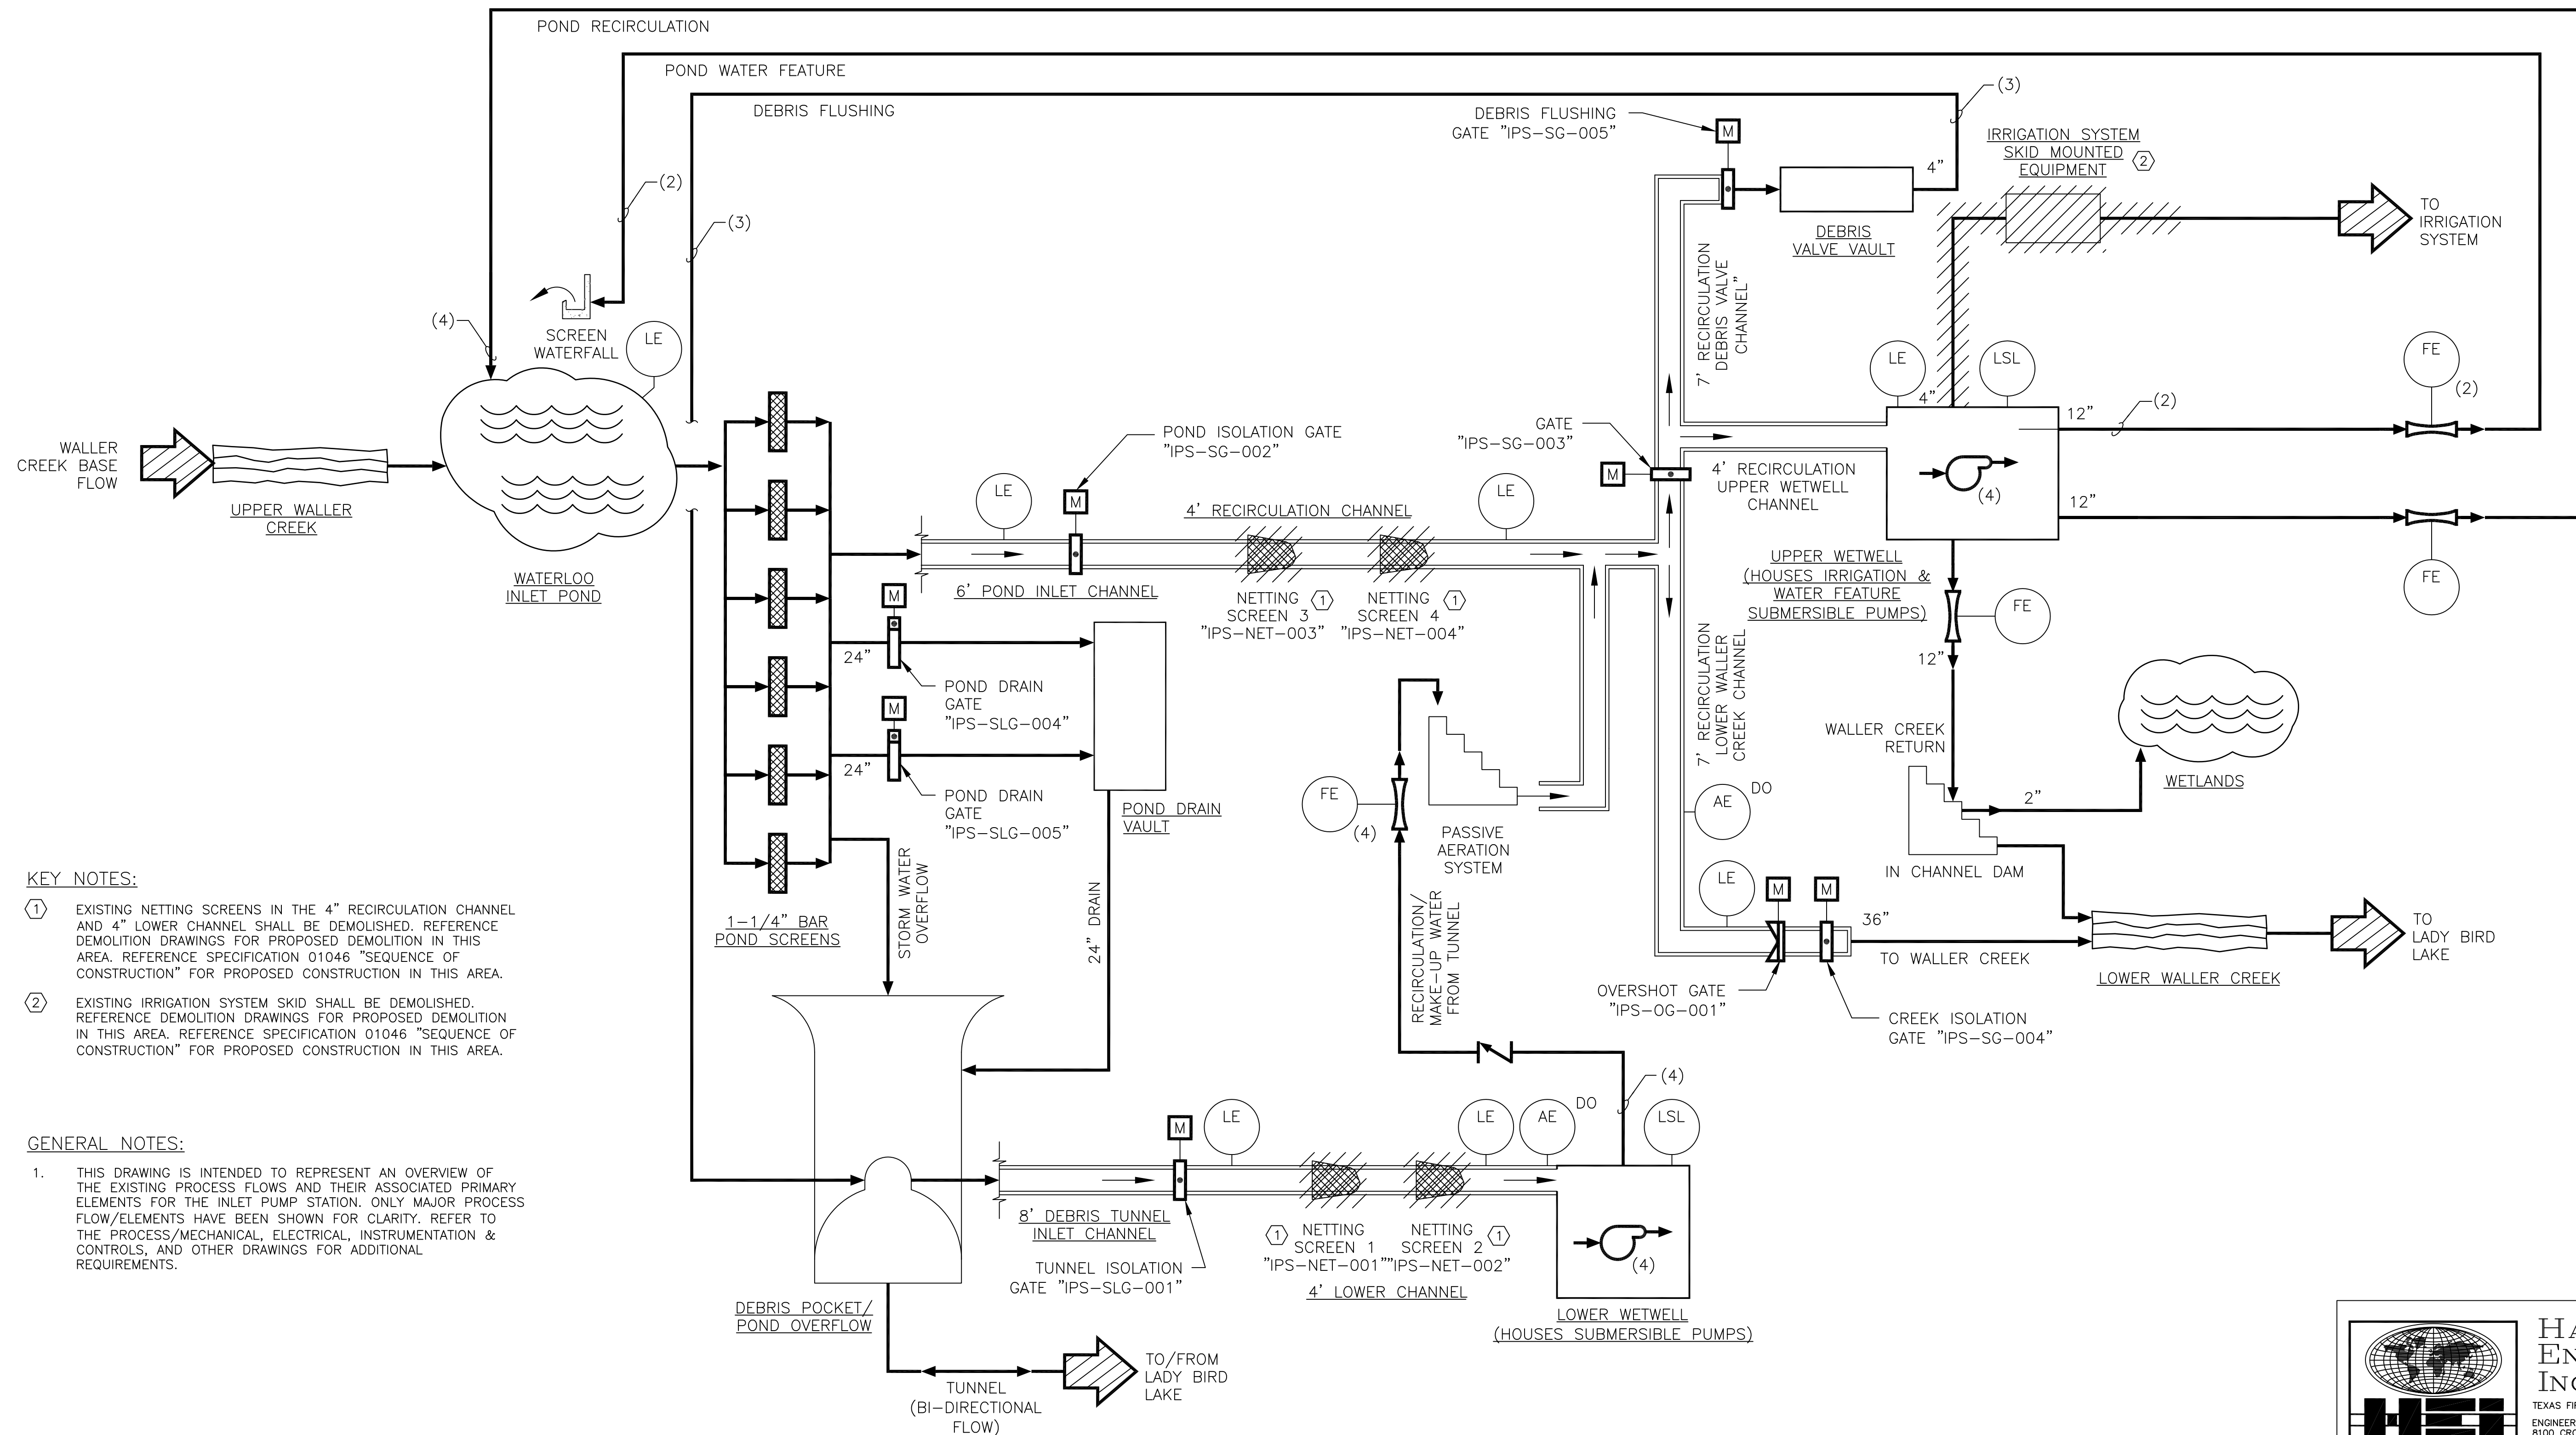 POND RECIRCULATION
POND WATER FEATURE
DEBRIS FLUSHING
(2)
(3)
(4)
SCREEN
WATERFALL
LE
WALLER
CREEK BASE
FLOW
UPPER WALLER
CREEK
WATERLOO
INLET POND
DEBRIS FLUSHING
GATE "IPS-SG-005"
M
(3)
4"
DEBRIS
VALVE VAULT
IRRIGATION SYSTEM
SKID MOUNTED
EQUIPMENT
2
TO
IRRIGATION
SYSTEM
7' RECIRCULATION
DEBRIS VALVE
CHANNEL"
LE
LSL
4"
12"
(2)
FE
(2)
GATE
"IPS-SG-003"
M
4' RECIRCULATION
UPPER WETWELL
CHANNEL
(4)
12"
FE
POND ISOLATION GATE
"IPS-SG-002"
LE
M
4' RECIRCULATION CHANNEL
LE
6' POND INLET CHANNEL
NETTING
SCREEN 3
"IPS-NET-003"
1
NETTING
SCREEN 4
"IPS-NET-004"
1
UPPER WETWELL
(HOUSES IRRIGATION &
WATER FEATURE
SUBMERSIBLE PUMPS)
FE
12"
M
24"
POND DRAIN
GATE
"IPS-SLG-004"
M
24"
POND DRAIN
GATE
"IPS-SLG-005"
POND DRAIN
VAULT
7' RECIRCULATION
LOWER WALLER
CREEK CHANNEL
WALLER CREEK
RETURN
WETLANDS
2"
IN CHANNEL DAM
FE
(4)
PASSIVE
AERATION
SYSTEM
AE
DO
LE
M
M
36"
TO WALLER CREEK
LOWER WALLER CREEK
TO
LADY BIRD
LAKE
OVERSHOT GATE
"IPS-OG-001"
CREEK ISOLATION
GATE "IPS-SG-004"
1-1/4" BAR
POND SCREENS
STORM WATER
OVERFLOW
24" DRAIN
RECIRCULATION/
MAKE-UP WATER
FROM TUNNEL
(4)
KEY NOTES:
1
EXISTING NETTING SCREENS IN THE 4" RECIRCULATION CHANNEL
AND 4" LOWER CHANNEL SHALL BE DEMOLISHED. REFERENCE
DEMOLITION DRAWINGS FOR PROPOSED DEMOLITION IN THIS
AREA. REFERENCE SPECIFICATION 01046 "SEQUENCE OF
CONSTRUCTION" FOR PROPOSED CONSTRUCTION IN THIS AREA.
2
EXISTING IRRIGATION SYSTEM SKID SHALL BE DEMOLISHED.
REFERENCE DEMOLITION DRAWINGS FOR PROPOSED DEMOLITION
IN THIS AREA. REFERENCE SPECIFICATION 01046 "SEQUENCE OF
CONSTRUCTION" FOR PROPOSED CONSTRUCTION IN THIS AREA.
GENERAL NOTES:
1. THIS DRAWING IS INTENDED TO REPRESENT AN OVERVIEW OF
THE EXISTING PROCESS FLOWS AND THEIR ASSOCIATED PRIMARY
ELEMENTS FOR THE INLET PUMP STATION. ONLY MAJOR PROCESS
FLOW/ELEMENTS HAVE BEEN SHOWN FOR CLARITY. REFER TO
THE PROCESS/MECHANICAL, ELECTRICAL, INSTRUMENTATION &
CONTROLS, AND OTHER DRAWINGS FOR ADDITIONAL
REQUIREMENTS.
M
LE
LE
AE
DO
LSL
8' DEBRIS TUNNEL
INLET CHANNEL
TUNNEL ISOLATION
GATE "IPS-SLG-001"
1
NETTING
SCREEN 1
"IPS-NET-001"
NETTING
SCREEN 2
"IPS-NET-002"
1
4' LOWER CHANNEL
(4)
LOWER WETWELL
(HOUSES SUBMERSIBLE PUMPS)
DEBRIS POCKET/
POND OVERFLOW
TUNNEL
(BI-DIRECTIONAL
FLOW)
TO/FROM
LADY BIRD
LAKE
TEXAS FI
ENGINEER